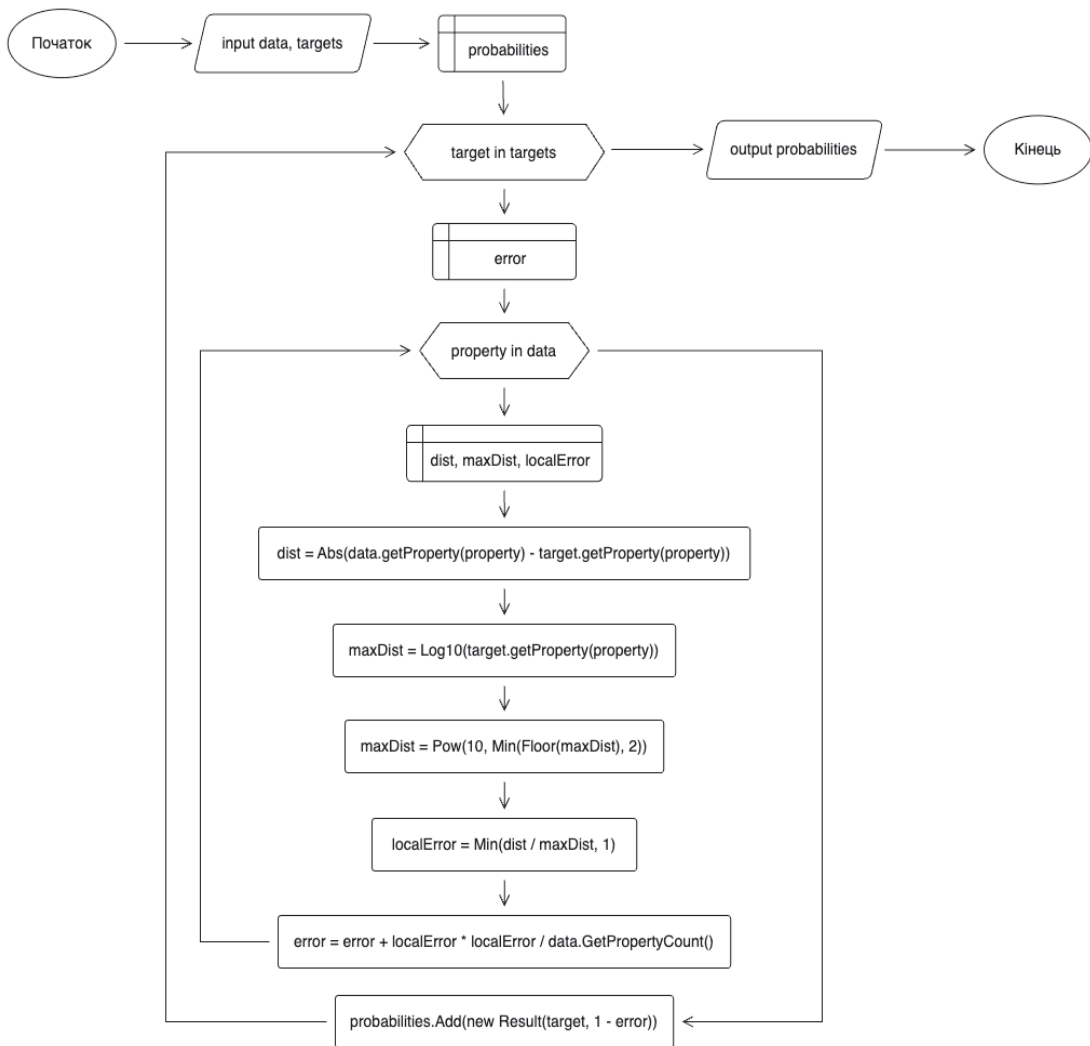 Початок
input data, targets
probabilities
target in targets
output probabilities
Кінець
error
property in data
dist, maxDist, localError
dist = Abs(data.getProperty(property) - target.getProperty(property))
maxDist = Log10(target.getProperty(property))
maxDist = Pow(10, Min(Floor(maxDist), 2))
localError = Min(dist / maxDist, 1)
error = error + localError * localError / data.GetPropertyCount()
probabilities.Add(new Result(target, 1 - error))